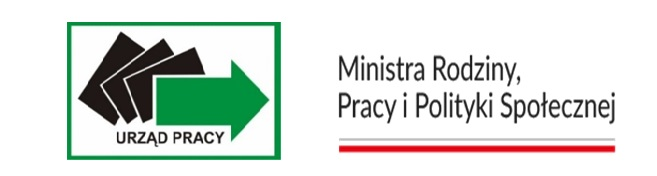 URZĄD PRACY
Ministra Rodziny,
Pracy i Polityki Społecznej